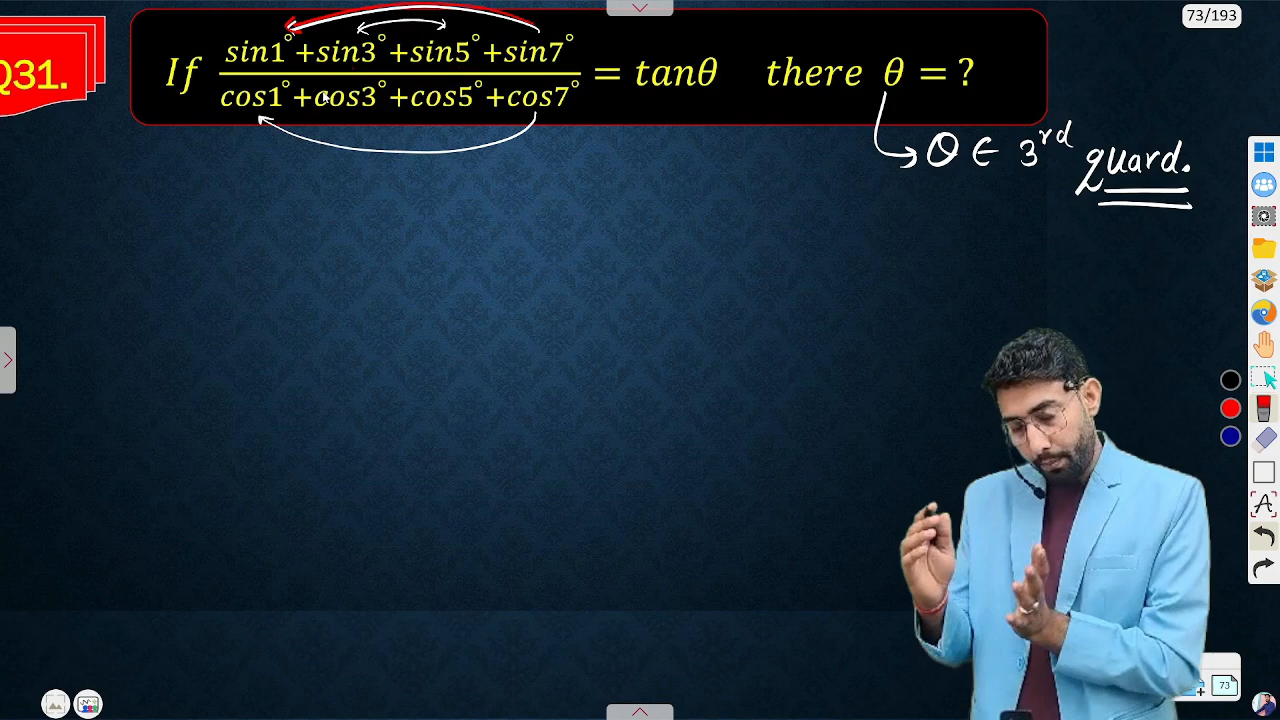 73/193
Q31.
If (sin1°+sin3°+sin5°+sin7°)/(cos1°+cos3°+cos5°+cos7°) = tanθ there θ = ?
θ ∈ 3rd quard.
A
73